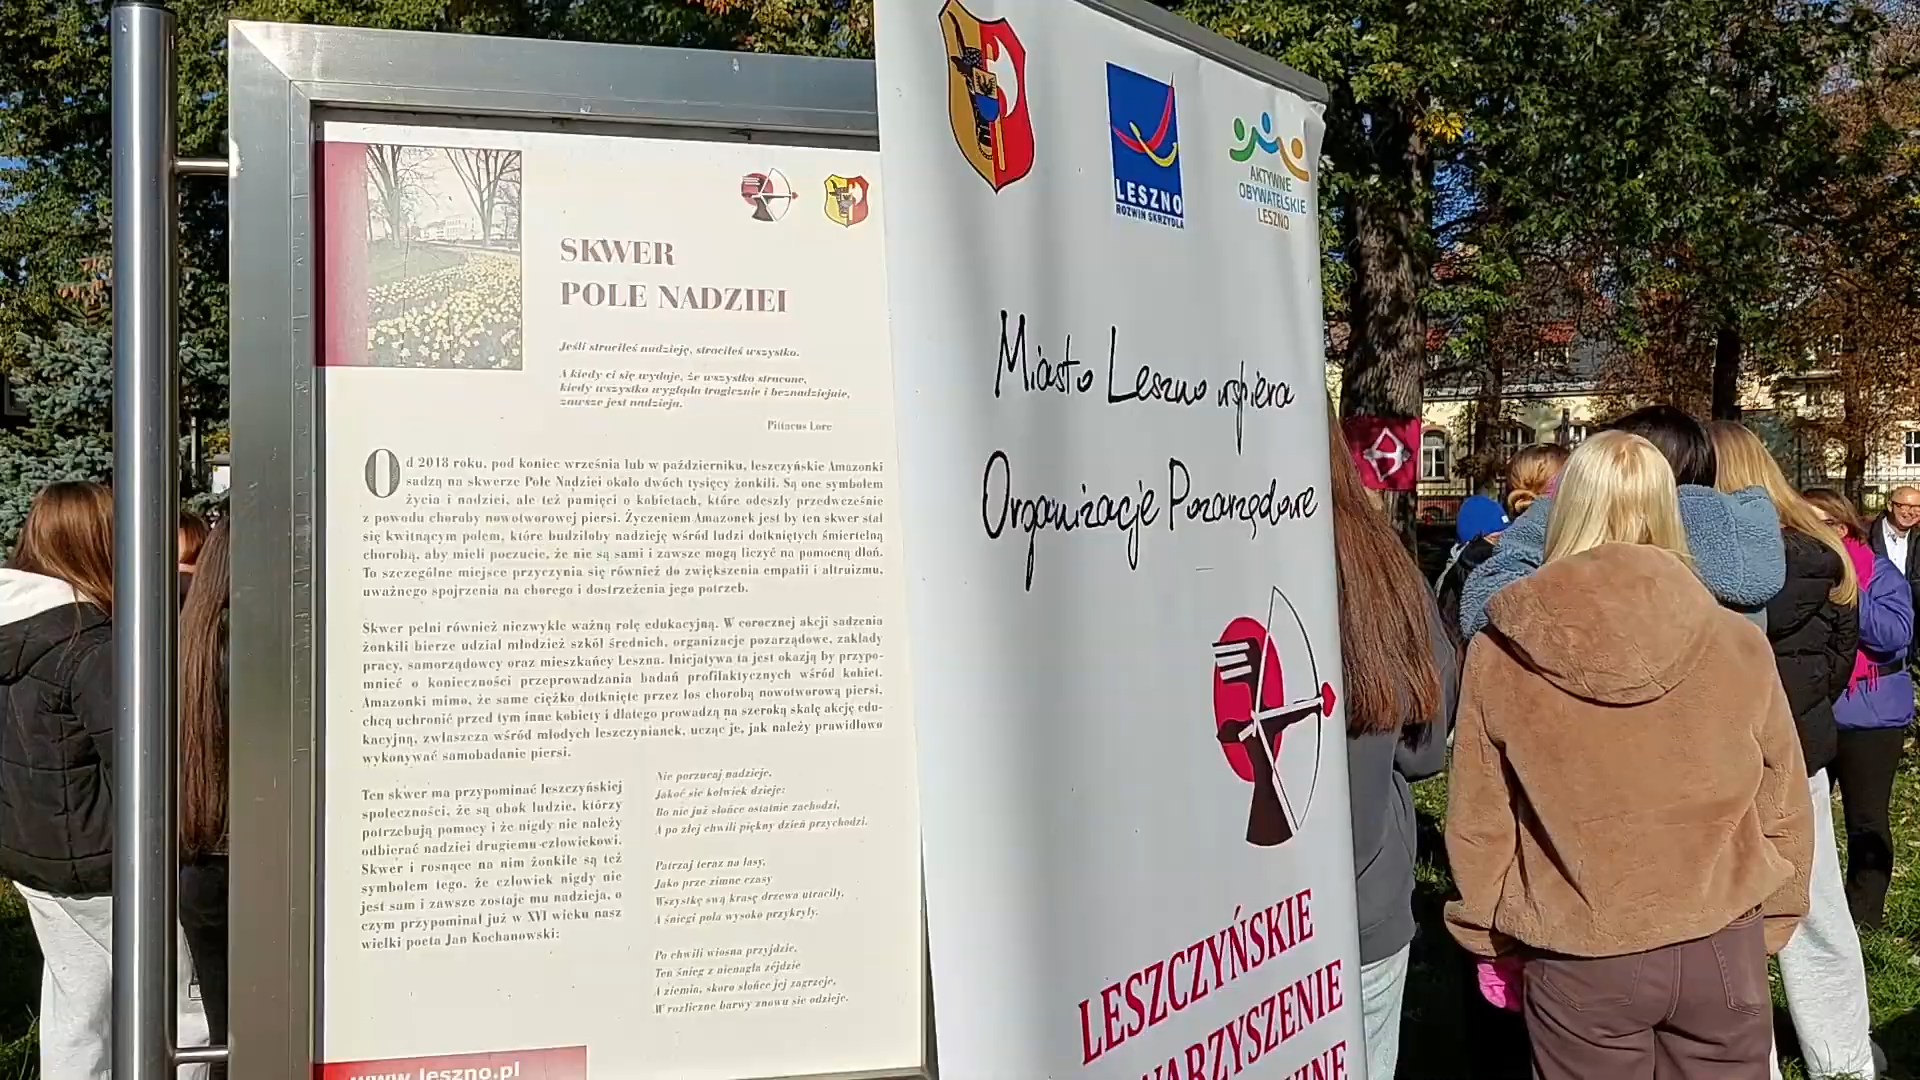 SKWER
POLE NADZIEI
Jeśli straciłeś nadzieję, straciłeś wszystko.
A kiedy ci się wydaje, że wszystko stracone,
kiedy wszystko wygląda tragicznie i beznadziejnie,
zawsze jest nadzieja.
Pittacus Lore
Od 2018 roku, pod koniec września lub w październiku, leszczyńskie Amazonki
sadzą na skwerze Pole Nadziei około dwóch tysięcy żonkili. Są one symbolem
życia i nadziei, ale też pamięci o kobietach, które odeszły przedwcześnie
z powodu choroby nowotworowej piersi. Życzeniem Amazonek jest by ten skwer stał
się kwitnącym polem, które budziłoby nadzieję wśród ludzi dotkniętych śmiertelną
chorobą, aby mieli poczucie, że nie są sami i zawsze mogą liczyć na pomocną dłoń.
To szczególne miejsce przyczynia się również do zwiększenia empatii i altruizmu,
uważnego spojrzenia na chorego i dostrzeżenia jego potrzeb.
Skwer pełni również niezwykle ważną rolę edukacyjną. W corocznej akcji sadzenia
żonkili bierze udział młodzież szkół średnich, organizacje pozarządowe, zakłady
pracy, samorządowcy oraz mieszkańcy Leszna. Inicjatywa ta jest okazją by przypo-
mnieć o konieczności przeprowadzania badań profilaktycznych wśród kobiet.
Amazonki mimo, że same ciężko dotknięte przez los chorobą nowotworową piersi,
chcą uchronić przed tym inne kobiety i dlatego prowadzą na szeroką skalę akcję edu-
kacyjną, zwłaszcza wśród młodych leszczynianek, ucząc je, jak należy prawidłowo
wykonywać samobadanie piersi.
Ten skwer ma przypominać leszczyńskiej
społeczności, że są obok ludzie, którzy
potrzebują pomocy i że nigdy nie należy
odbierać nadziei drugiemu człowiekowi.
Skwer i rosnące na nim żonkile są też
symbolem tego, że człowiek nigdy nie
jest sam i zawsze zostaje mu nadzieja, o
czym przypominał już w XVI wieku nasz
wielki poeta Jan Kochanowski:
Nie porzucaj nadzieje,
Jakoć się kolwiek dzieje:
Bo nie już słońce ostatnie zachodzi,
A po złej chwili piękny dzień przychodzi.
Patrzaj teraz na lasy,
Jako prze zimne czasy
Wszystkę swą krasę drzewa utraciły,
A śniegi pola wysoko przykryły.
Po chwili wiosna przyjdzie,
Ten śnieg z nienagła zéjdzie
A ziemia, skoro słońce jej zagrzeje,
W rozliczne barwy znowu się odzieje.
www.leszno.pl
LESZNO
ROZWIŃ SKRZYDŁA
AKTYWNE
OBYWATELSKIE
LESZNO
Miasto Leszno wspiera
Organizacje Pozarządowe
LESZCZYŃSKIE
WARZYSZENIE